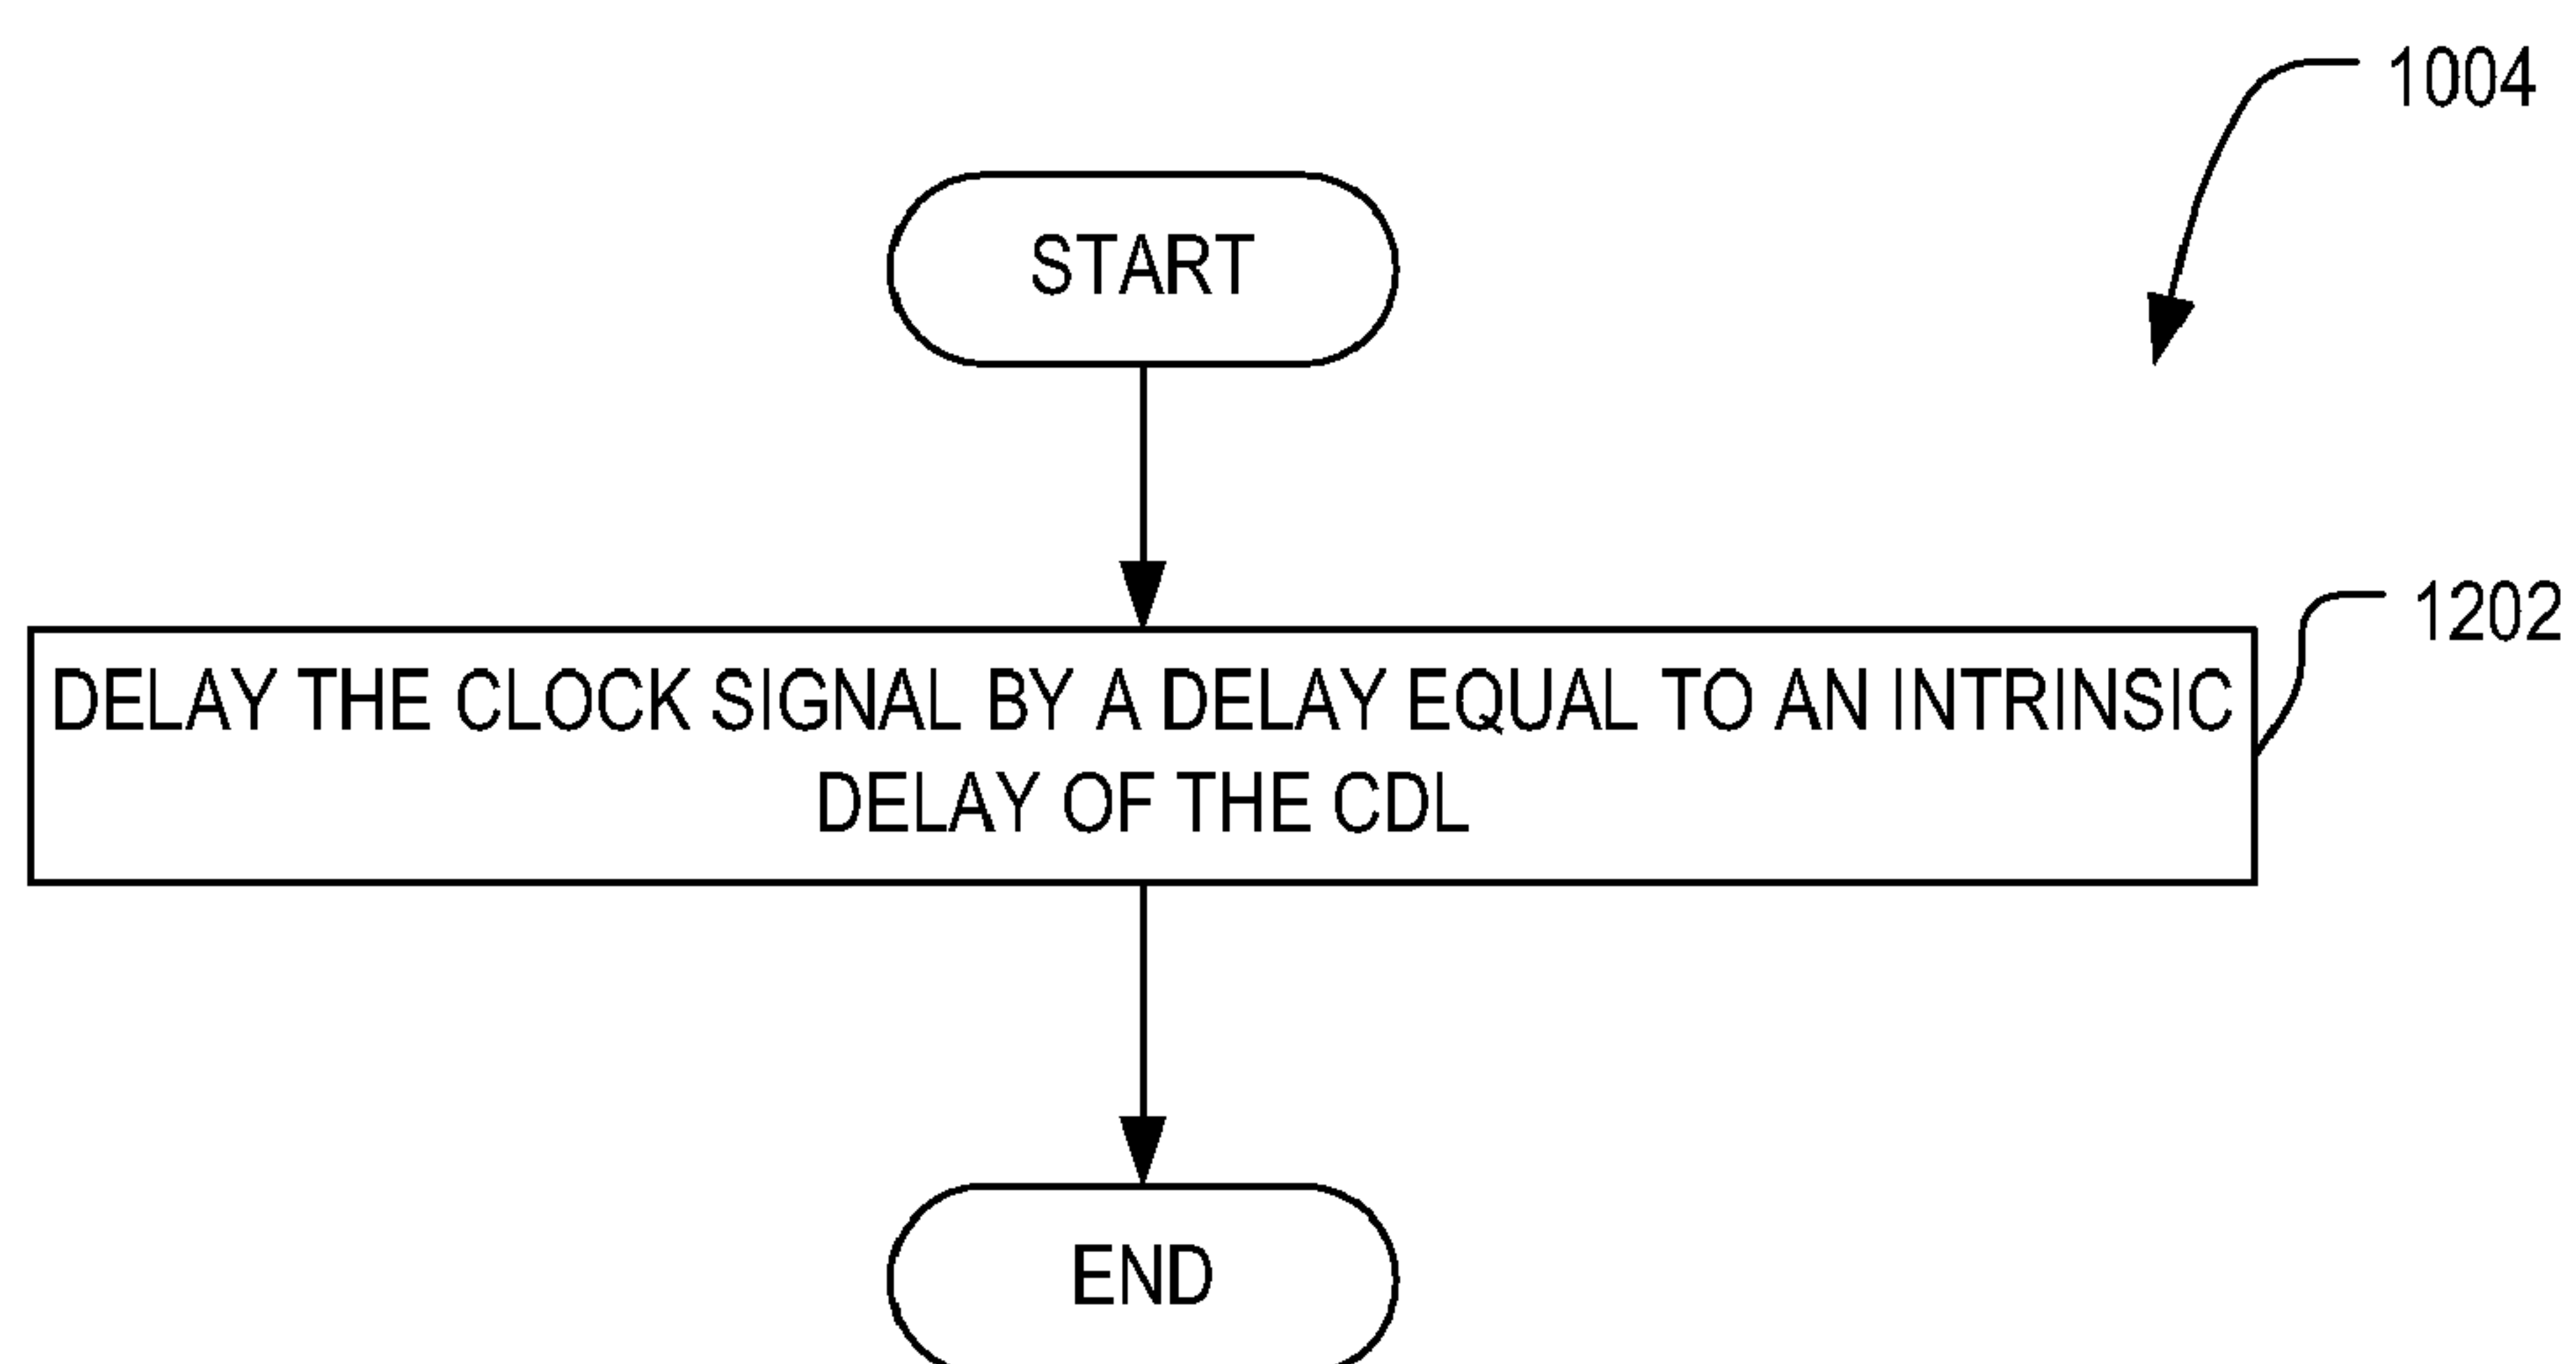 1004
START
1202
DELAY THE CLOCK SIGNAL BY A DELAY EQUAL TO AN INTRINSIC
DELAY OF THE CDL
END